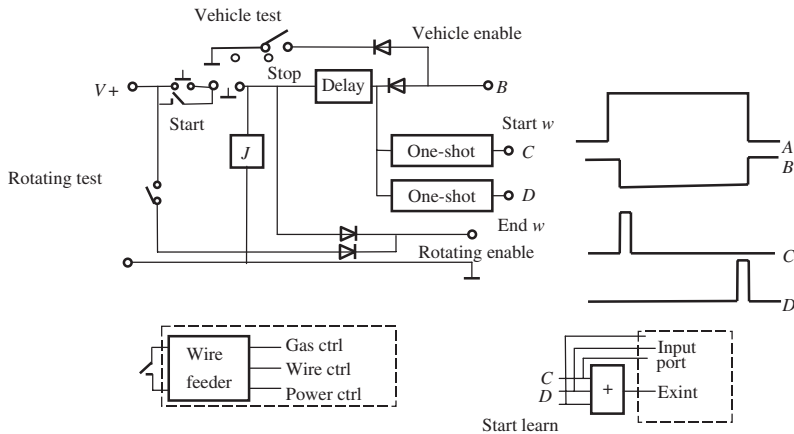 Vehicle test
Vehicle enable
V+
Stop
Delay
B
Start
Start w
J
One-shot
C
Rotating test
One-shot
D
End w
Rotating enable
A
B
C
D
Wire
feeder
Gas ctrl
Wire ctrl
Power ctrl
Input
port
C
D
+
Exint
Start learn